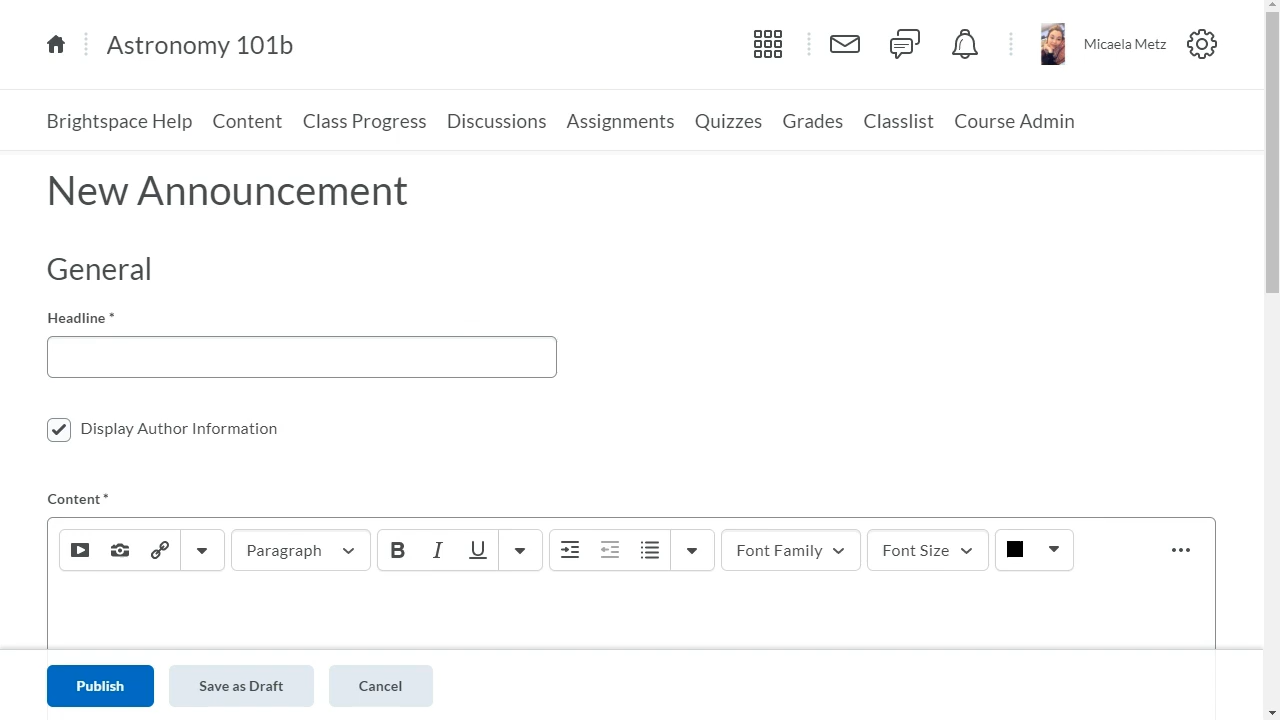 Astronomy 101b
Micaela Metz
Brightspace Help Content Class Progress Discussions Assignments Quizzes Grades Classlist Course Admin
New Announcement
General
Headline *
Display Author Information
Content *
Paragraph B I U Font Family Font Size
Publish Save as Draft Cancel